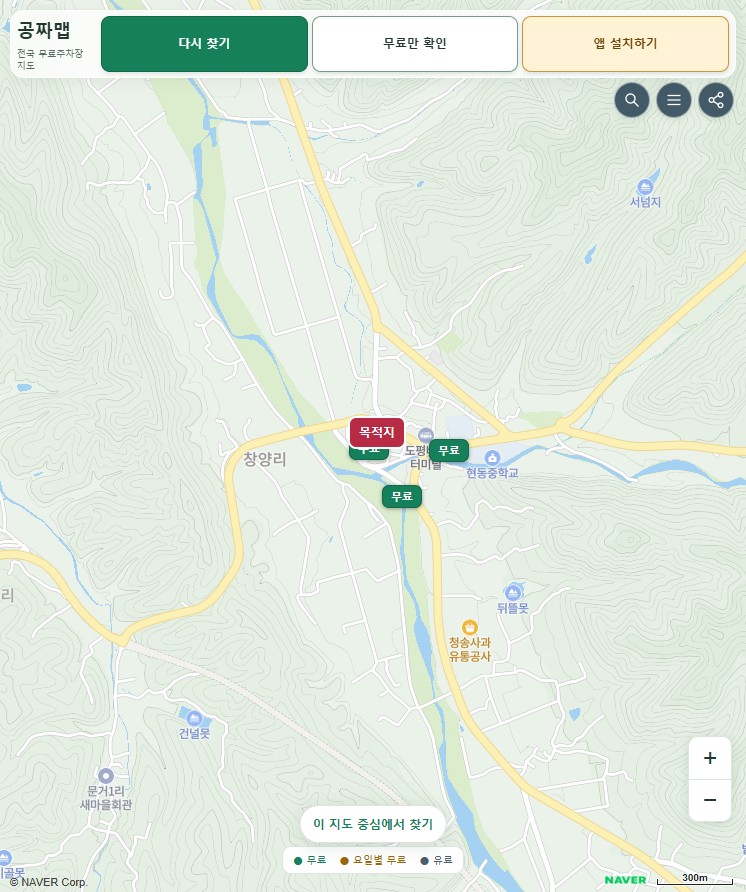 공짜맵
전국 무료주차장
지도
다시 찾기
무료만 확인
앱 설치하기
서넘지
목적지
무료
터미널
무료
현동중학교
창양리
무료
리
뒤뜰못
청송사과
유통공사
건널못
문거1리
새마을회관
이 지도 중심에서 찾기
무료
요일별 무료
유료
© NAVER Corp.
NAVER
300m